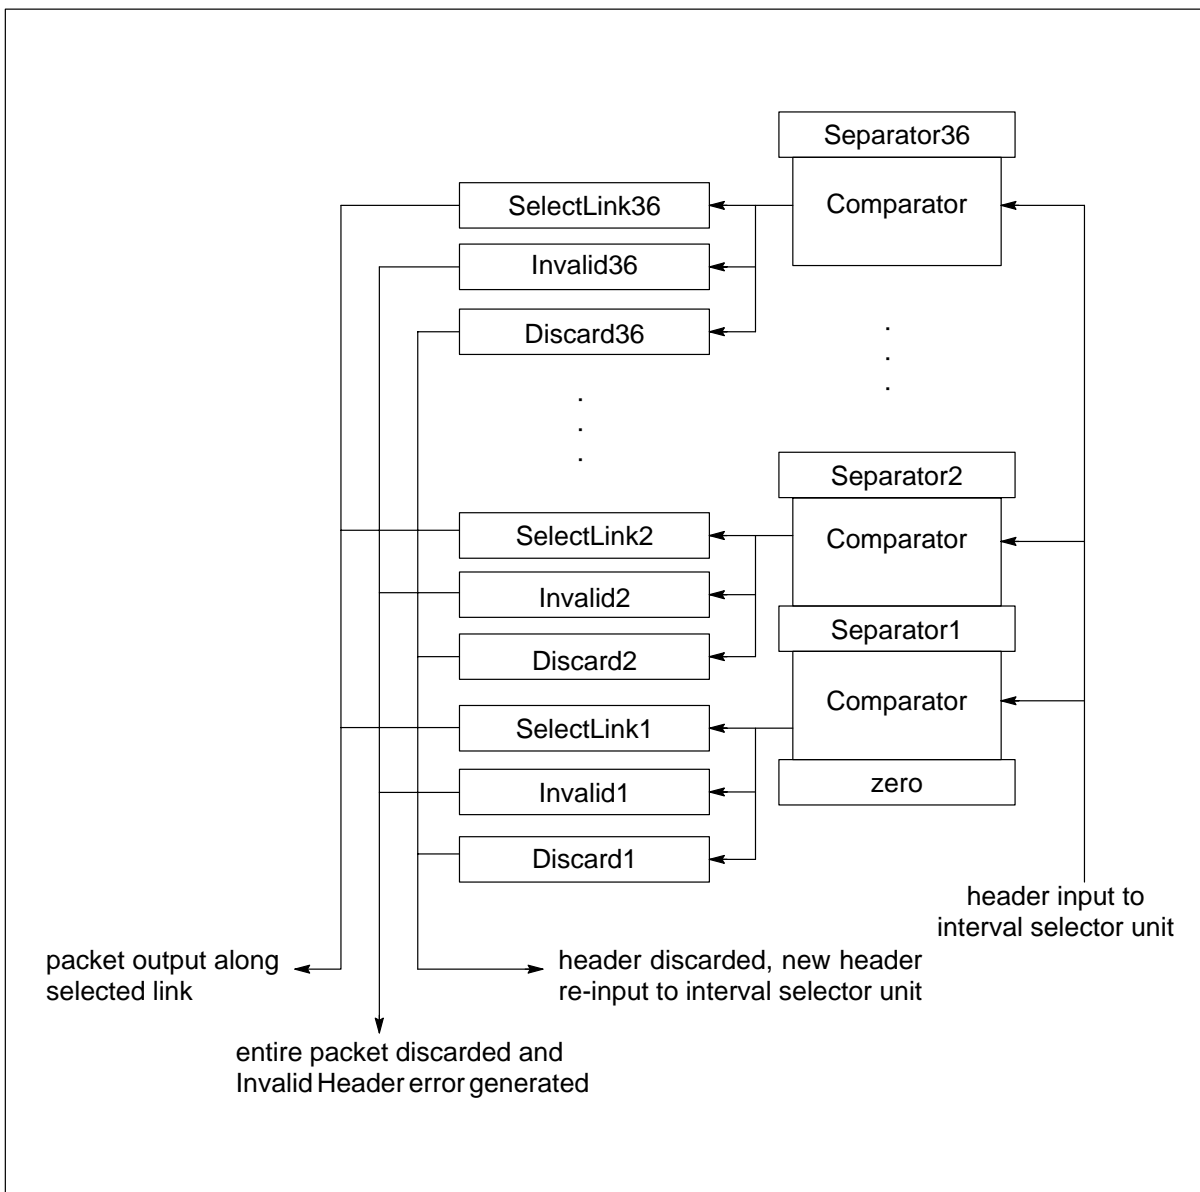 Separator36
SelectLink36
Comparator
Invalid36
Discard36
Separator2
SelectLink2
Comparator
Invalid2
Separator1
Discard2
SelectLink1
Comparator
Invalid1
zero
Discard1
header input to
interval selector unit
packet output along
selected link
header discarded, new header
re-input to interval selector unit
entire packet discarded and
Invalid Header error generated